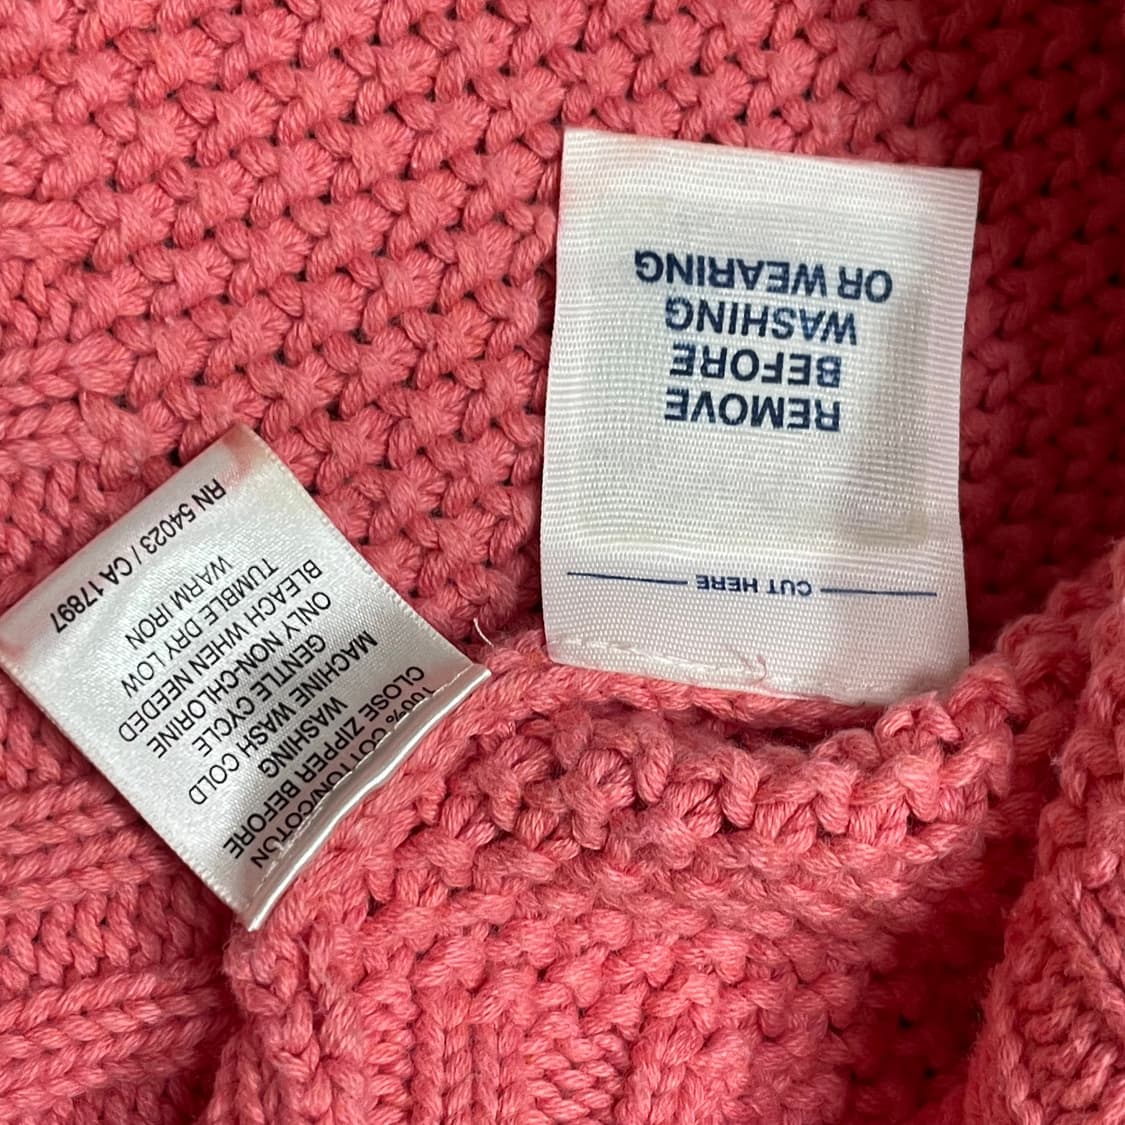 100% COTTON/COTON
CLOSE ZIPPER BEFORE
WASHING
MACHINE WASH COLD
GENTLE CYCLE
ONLY NON-CHLORINE
BLEACH WHEN NEEDED
TUMBLE DRY LOW
WARM IRON
RN 54023 / CA 17897
CUT HERE
REMOVE
BEFORE
WASHING
OR WEARING